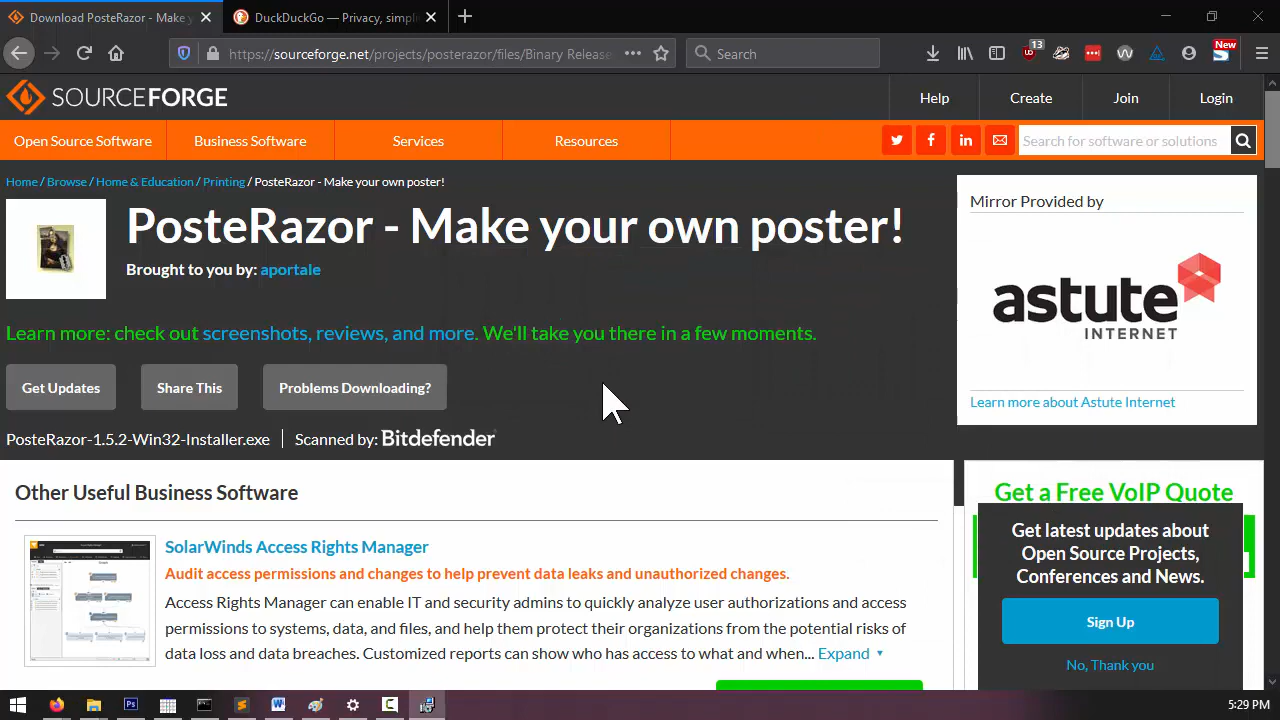 Download PosteRazor - Make y
DuckDuckGo — Privacy, simpli
https://sourceforge.net/projects/posterazor/files/Binary Release
Search
13
New
SOURCEFORGE
Help
Create
Join
Login
Open Source Software
Business Software
Services
Resources
Search for software or solutions
Home / Browse / Home & Education / Printing / PosteRazor - Make your own poster!
PosteRazor - Make your own poster!
Brought to you by: aportale
Mirror Provided by
astute
INTERNET
Learn more about Astute Internet
Learn more: check out screenshots, reviews, and more. We'll take you there in a few moments.
Get Updates
Share This
Problems Downloading?
PosteRazor-1.5.2-Win32-Installer.exe
Scanned by: Bitdefender
Other Useful Business Software
SolarWinds Access Rights Manager
Audit access permissions and changes to help prevent data leaks and unauthorized changes.
Access Rights Manager can enable IT and security admins to quickly analyze user authorizations and access
permissions to systems, data, and files, and help them protect their organizations from the potential risks of
data loss and data breaches. Customized reports can show who has access to what and when... Expand
Get a Free VoIP Quote
Get latest updates about
Open Source Projects,
Conferences and News.
Sign Up
No, Thank you
5:29 PM